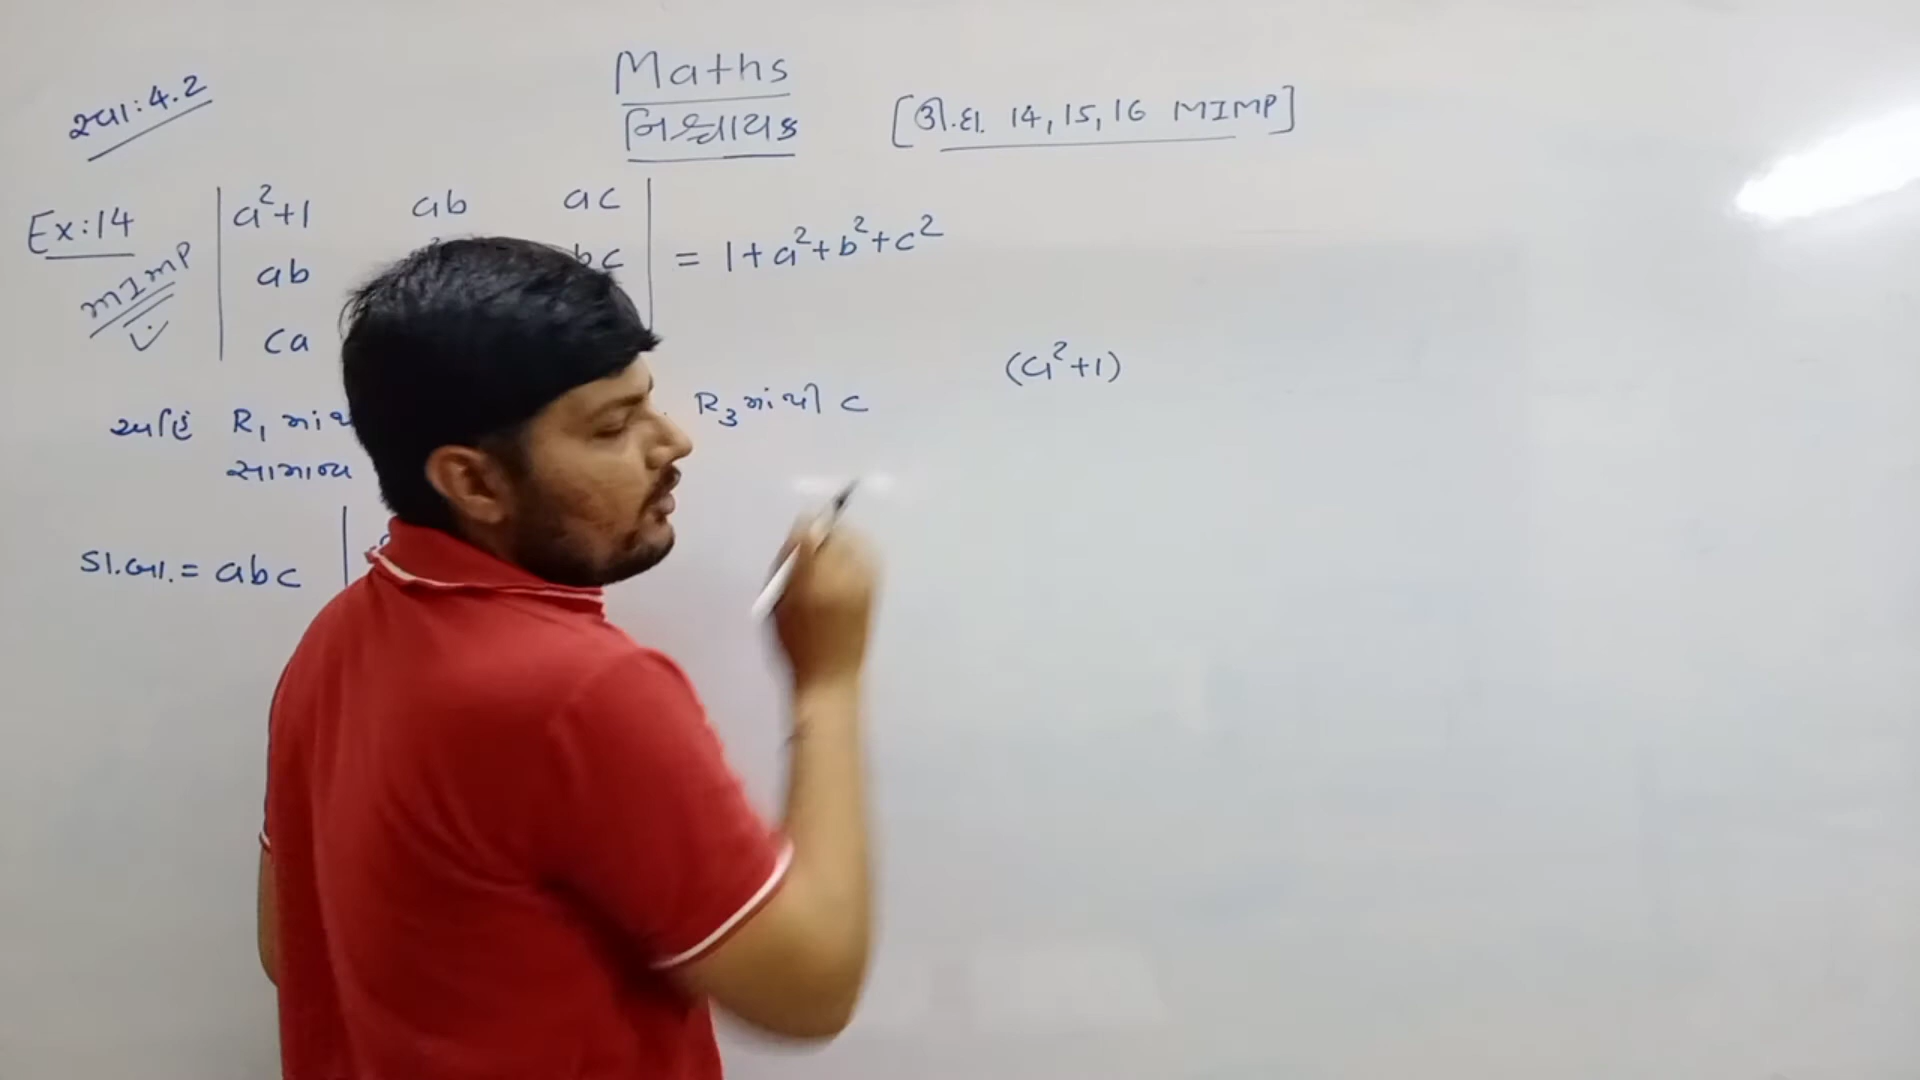 સ્વા: 4.2
Maths
નિશ્ચાયક
[ઊ.દા. 14, 15, 16 MIMP]
Ex:14
MIMP
a²+1 ab ac
ab bc = 1+a²+b²+c²
ca
(a²+1)
અહિં R₁ માંથ R₃ માંથી c
સામાન્ય
ડા.બા. = abc